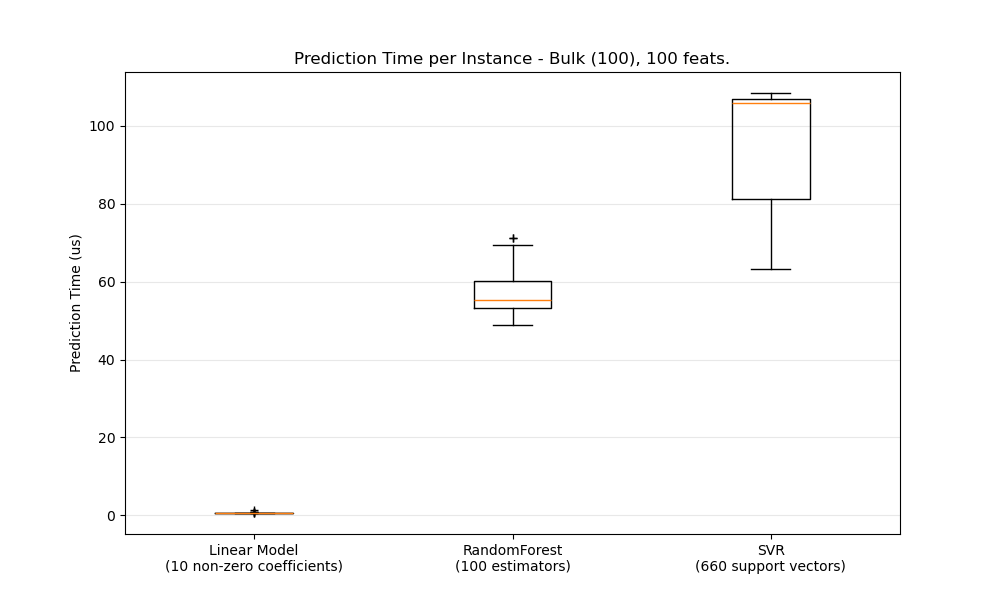 Prediction Time per Instance - Bulk (100), 100 feats.
Prediction Time (us)
100
80
60
40
20
0
Linear Model
(10 non-zero coefficients)
RandomForest
(100 estimators)
SVR
(660 support vectors)